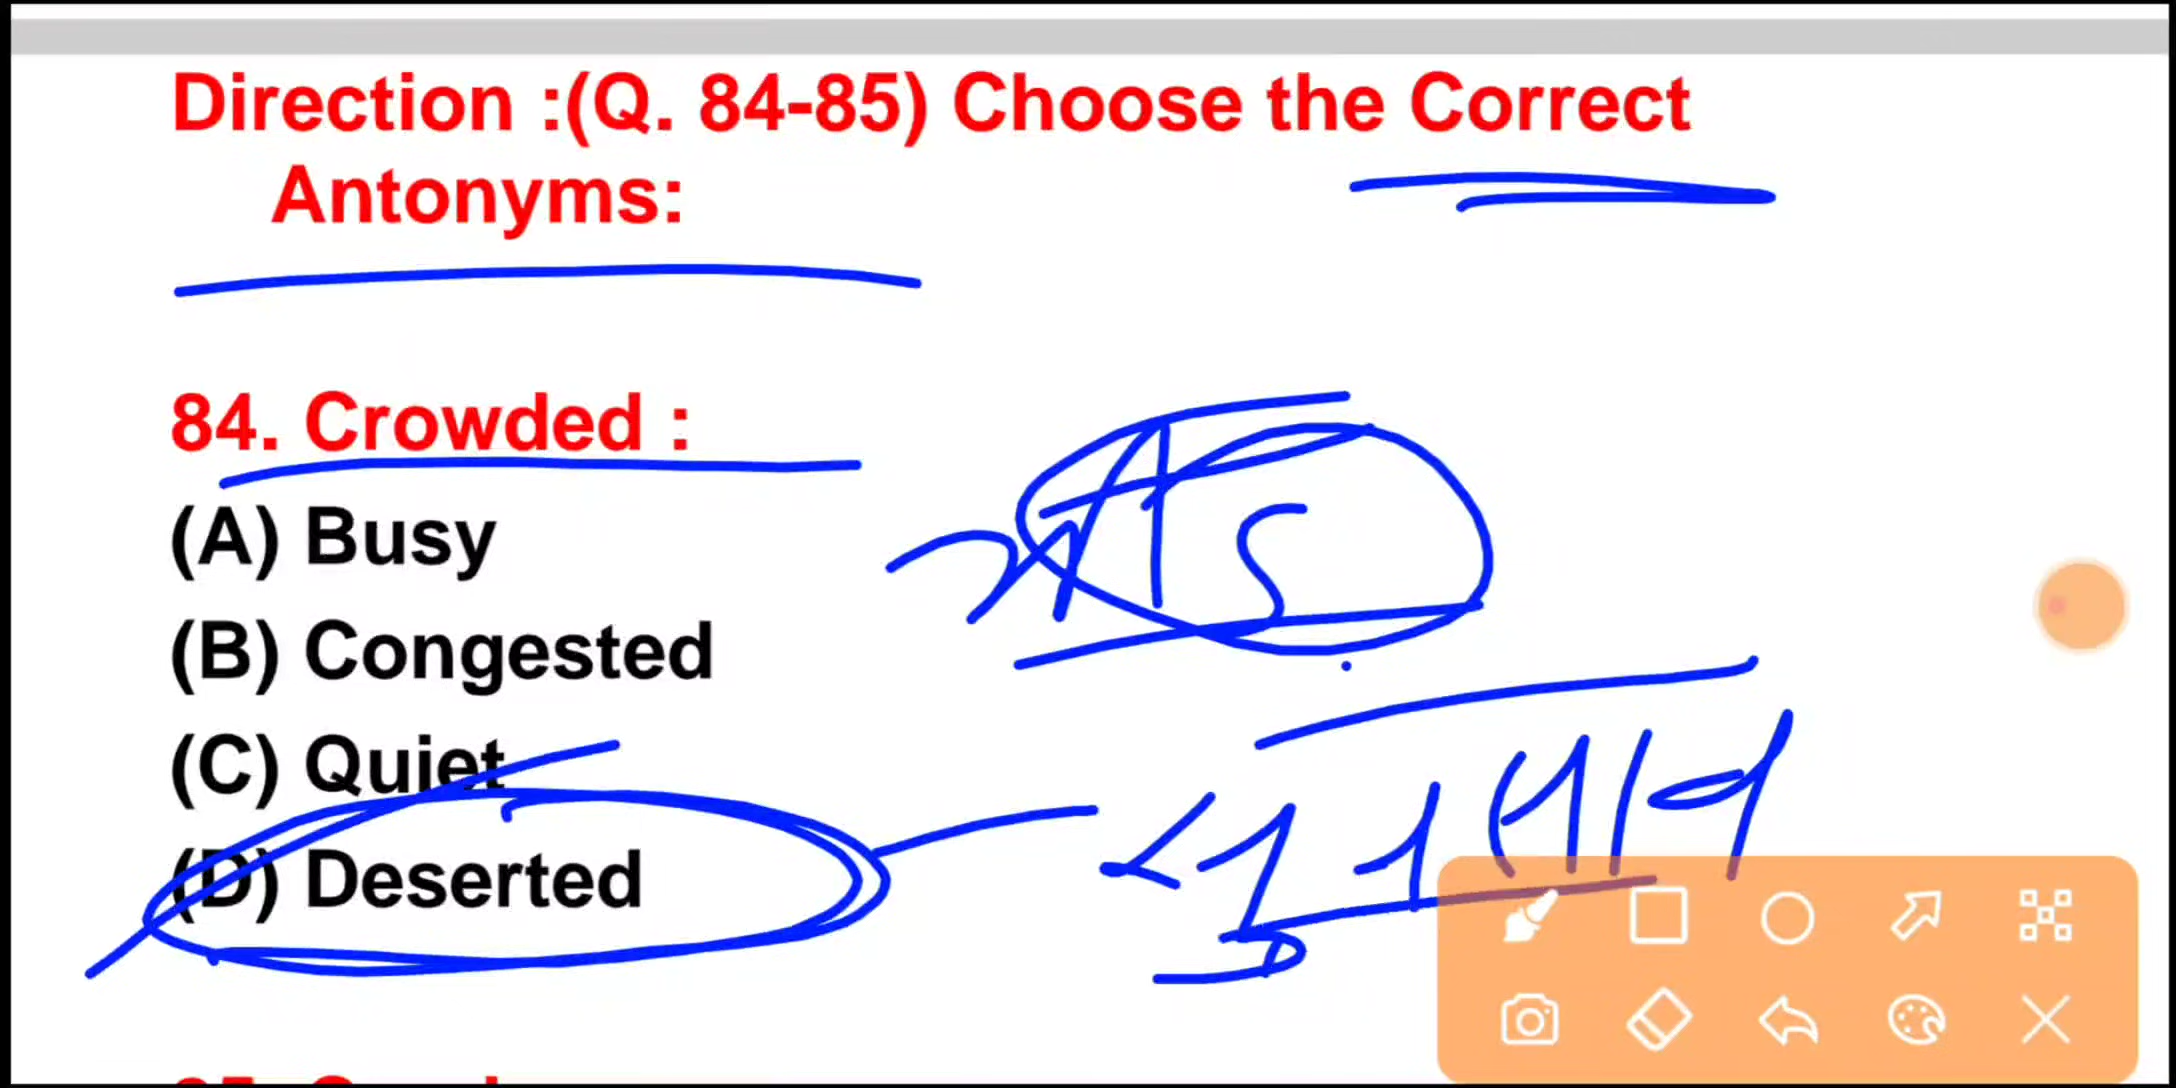 Direction :(Q. 84-85) Choose the Correct
Antonyms:
84. Crowded :
(A) Busy
(B) Congested
(C) Quiet
(D) Deserted